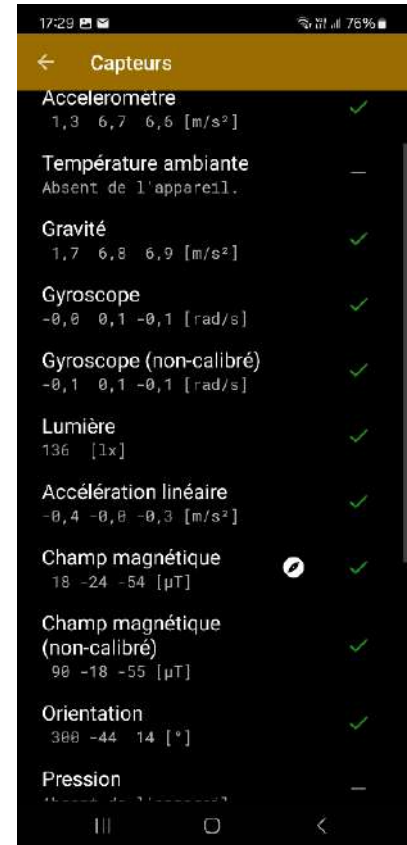 17:29 76%
Capteurs
Accéléromètre
1,3 6,7 6,6 [m/s²]
Température ambiante
Absent de l'appareil.
Gravité
1,7 6,8 6,9 [m/s²]
Gyroscope
-0,0 0,1 -0,1 [rad/s]
Gyroscope (non-calibré)
-0,1 0,1 -0,1 [rad/s]
Lumière
136 [lx]
Accélération linéaire
-0,4 -0,0 -0,3 [m/s²]
Champ magnétique
18 -24 -54 [µT]
Champ magnétique
(non-calibré)
90 -18 -55 [µT]
Orientation
300 -44 14 [°]
Pression